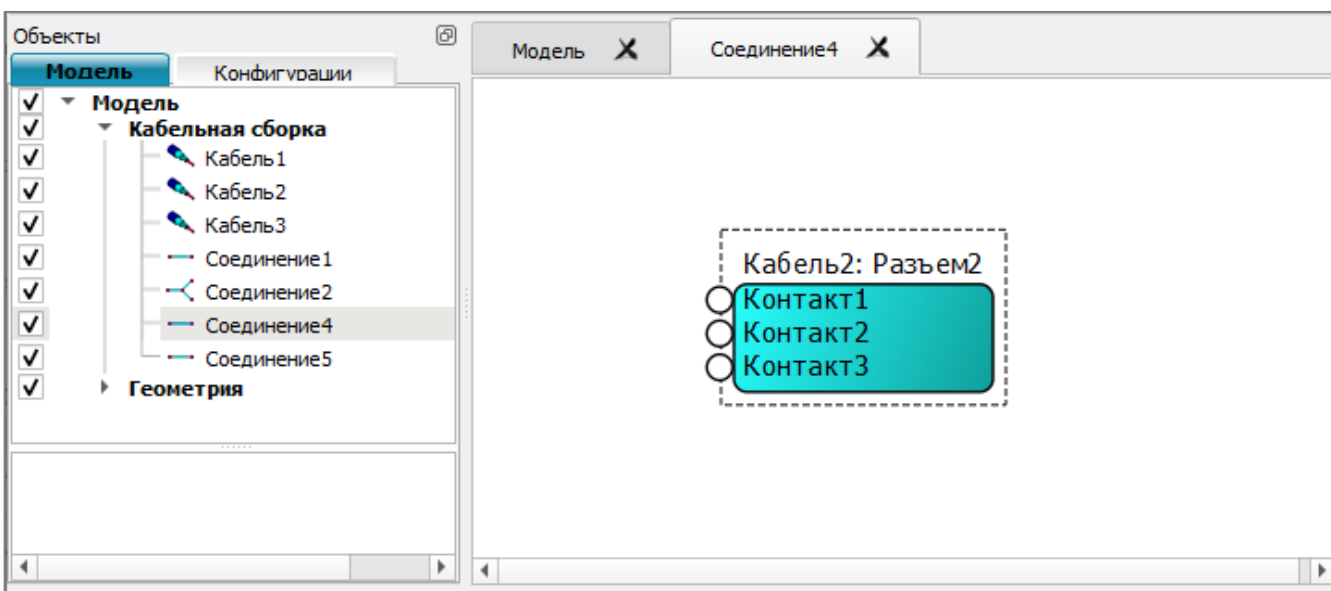 Объекты
Модель
Конфигурации
Модель
Кабельная сборка
Кабель1
Кабель2
Кабель3
Соединение1
Соединение2
Соединение4
Соединение5
Геометрия
Модель
Соединение4
Кабель2: Разъем2
Контакт1
Контакт2
Контакт3